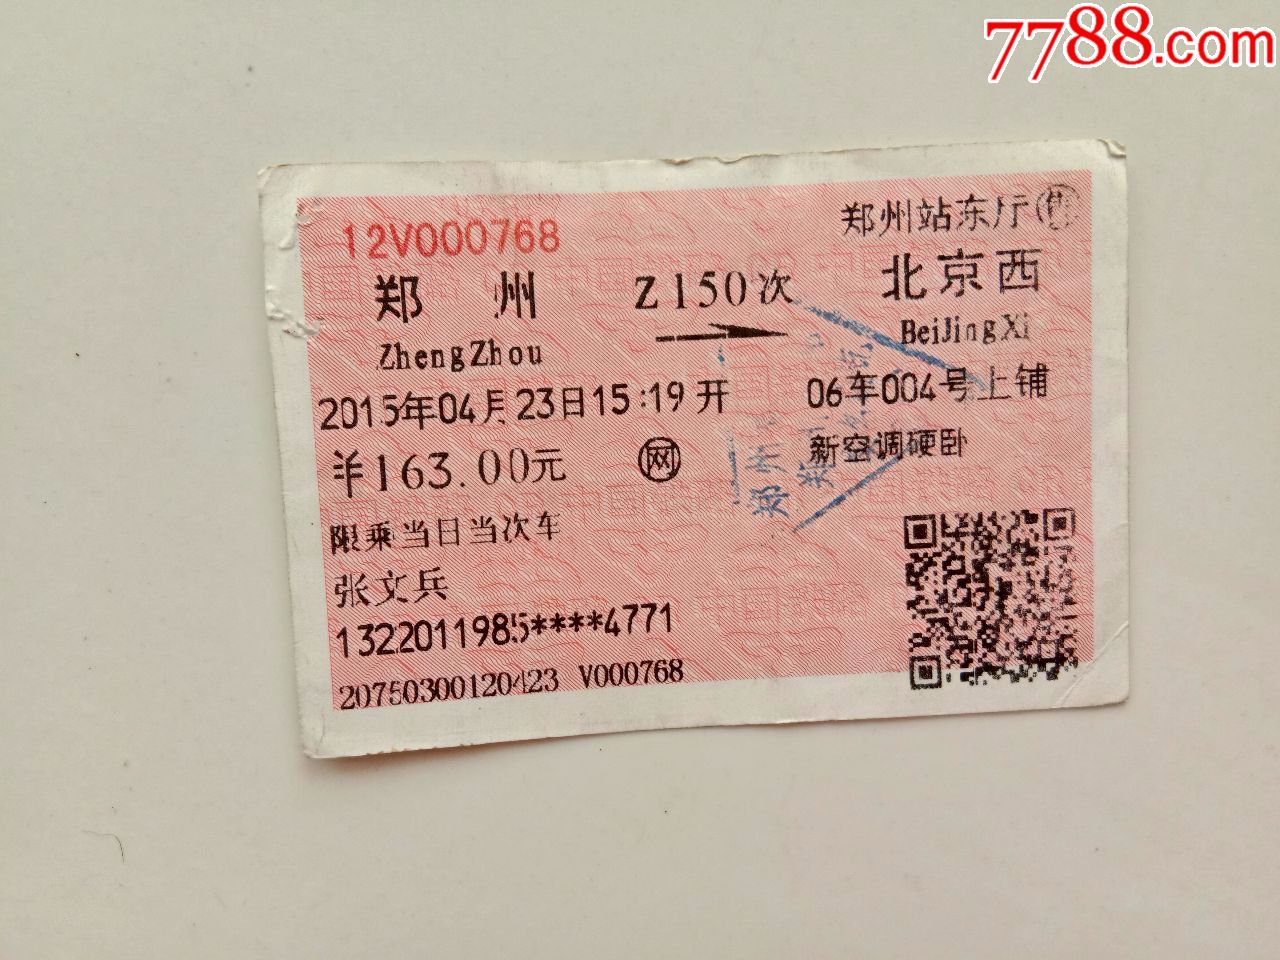 7788.com
12V000768
郑州站东厅
郑州 Z150次 北京西
ZhengZhou BeiJingXi
2015年04月23日15:19开 06车004号上铺
￥163.00元 网 新空调硬卧
限乘当日当次车
张文兵
1322011985****4771
20750300120423 V000768